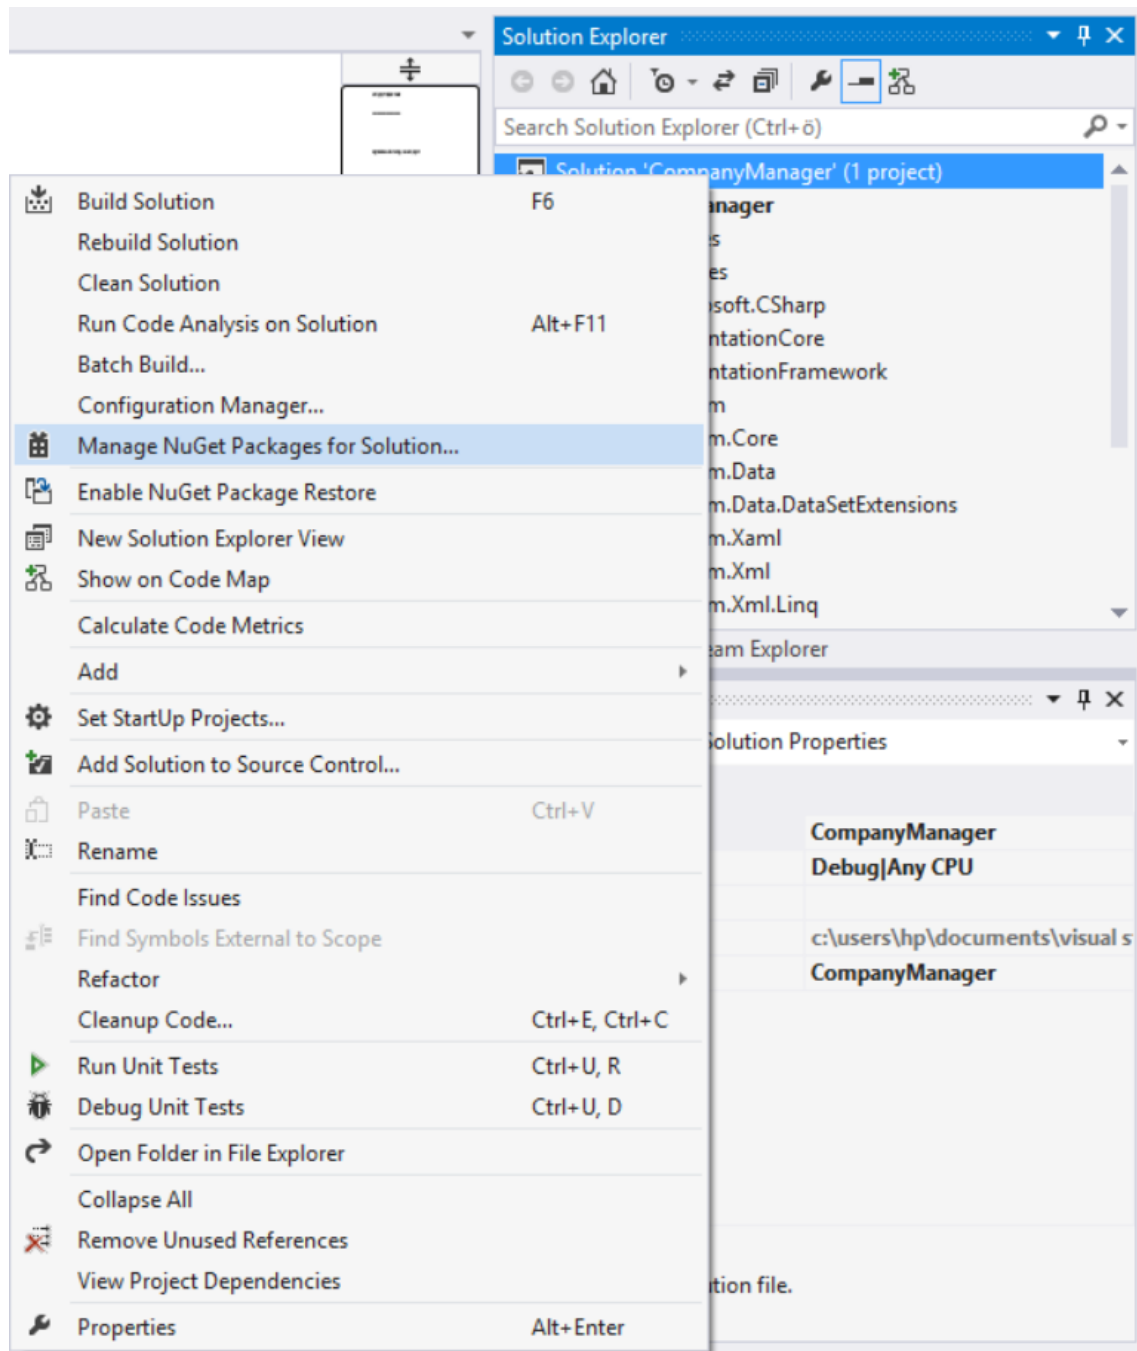 Solution Explorer
Search Solution Explorer (Ctrl+ö)
Solution 'CompanyManager' (1 project)
Build Solution F6
Rebuild Solution
Clean Solution
Run Code Analysis on Solution Alt+F11
Batch Build...
Configuration Manager...
Manage NuGet Packages for Solution...
Enable NuGet Package Restore
New Solution Explorer View
Show on Code Map
Calculate Code Metrics
Add
Set StartUp Projects...
Add Solution to Source Control...
Paste Ctrl+V
Rename
Find Code Issues
Find Symbols External to Scope
Refactor
Cleanup Code... Ctrl+E, Ctrl+C
Run Unit Tests Ctrl+U, R
Debug Unit Tests Ctrl+U, D
Open Folder in File Explorer
Collapse All
Remove Unused References
View Project Dependencies
Properties Alt+Enter
nager
s
es
soft.CSharp
ntationCore
ntationFramework
m
m.Core
m.Data
m.Data.DataSetExtensions
m.Xaml
m.Xml
m.Xml.Linq
am Explorer
Solution Properties
CompanyManager
Debug|Any CPU
c:\users\hp\documents\visual s
CompanyManager
tion file.